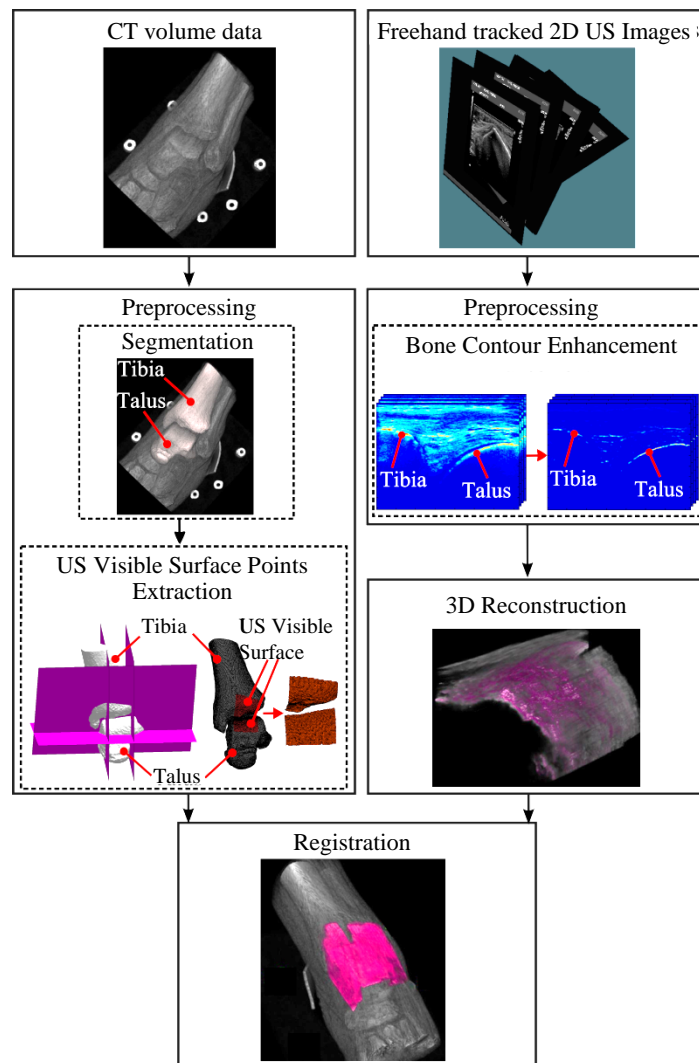 CT volume data
Freehand tracked 2D US Images
Preprocessing
Segmentation
Tibia
Talus
US Visible Surface Points
Extraction
Tibia
US Visible
Surface
Talus
Preprocessing
Bone Contour Enhancement
Tibia
Talus
Tibia
Talus
3D Reconstruction
Registration